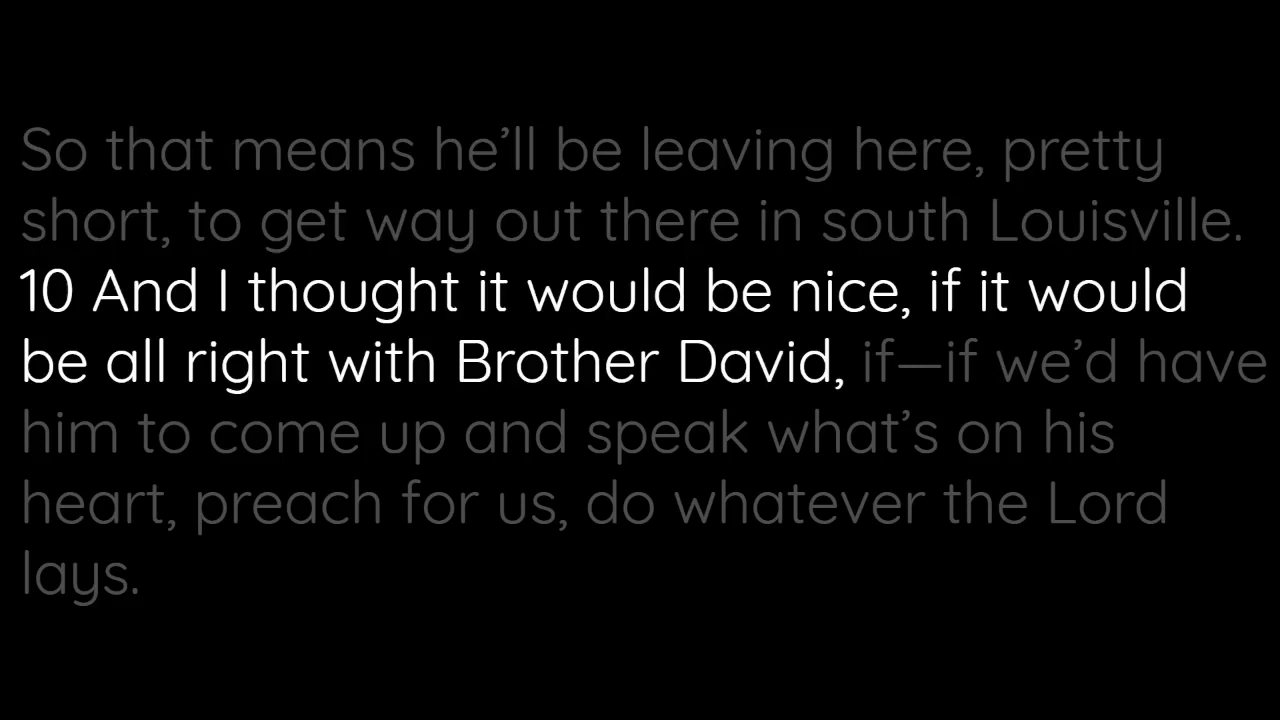 So that means he’ll be leaving here, pretty
short, to get way out there in south Louisville.
10 And I thought it would be nice, if it would
be all right with Brother David, if—if we’d have
him to come up and speak what’s on his
heart, preach for us, do whatever the Lord
lays.